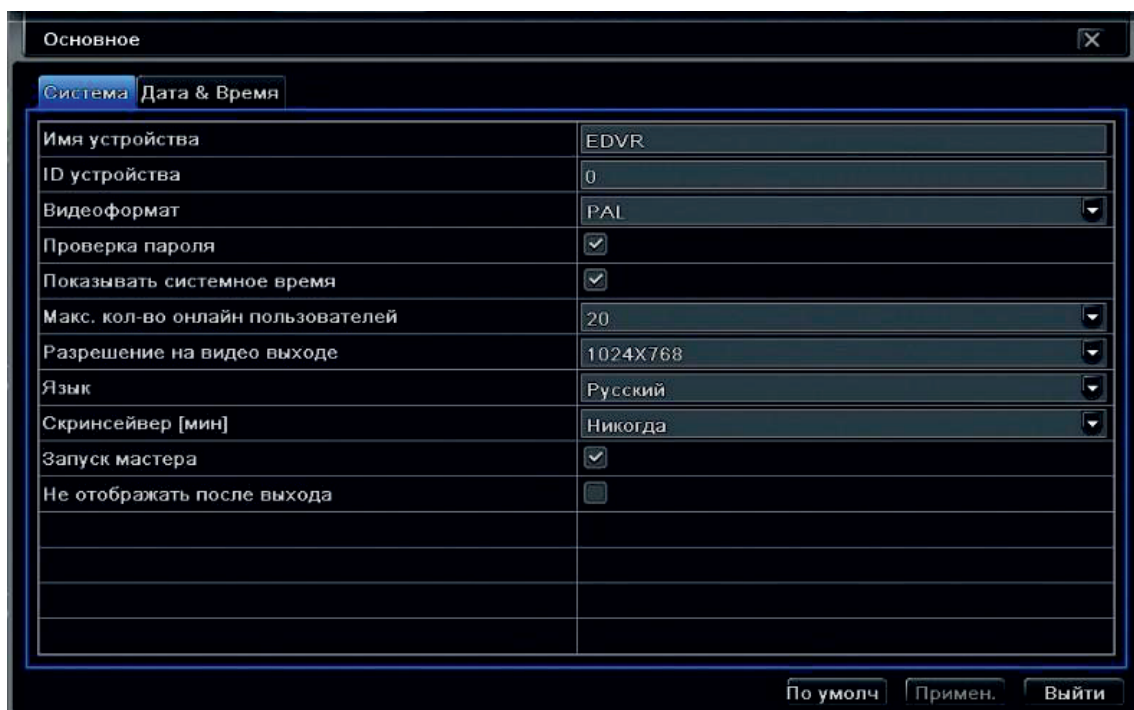 Основное
Система Дата & Время
Имя устройства EDVR
ID устройства 0
Видеоформат PAL
Проверка пароля
Показывать системное время
Макс. кол-во онлайн пользователей 20
Разрешение на видео выходе 1024X768
Язык Русский
Скринсейвер [мин] Никогда
Запуск мастера
Не отображать после выхода
По умолч Примен. Выйти